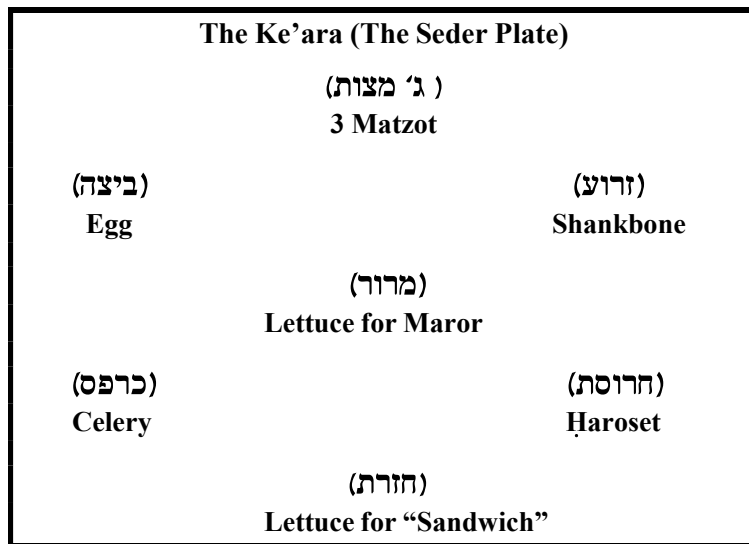 The Ke’ara (The Seder Plate)
(ג׳ מצות)
3 Matzot
(ביצה) (זרוע)
Egg Shankbone
(מרור)
Lettuce for Maror
(כרפס) (חרוסת)
Celery Ḥaroset
(חזרת)
Lettuce for “Sandwich”